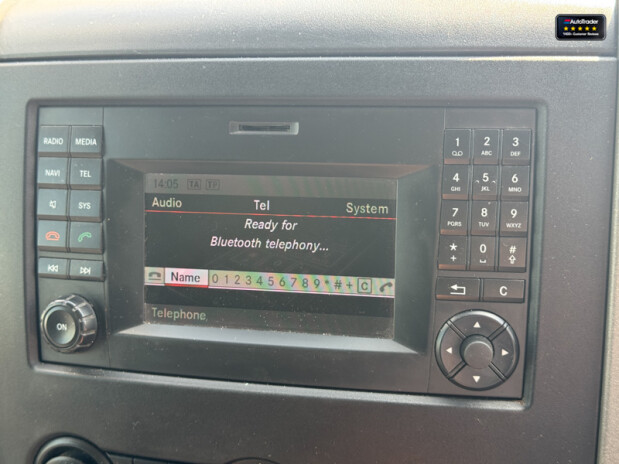 AutoTrader
RADIO MEDIA
NAVI TEL
SYS
ON
14:05 TA TP
Audio Tel System
Ready for
Bluetooth telephony...
Name 0 1 2 3 4 5 6 7 8 9 * # + C
Telephone
1 2 ABC 3 DEF
4 GHI 5 JKL 6 MNO
7 PQRS 8 TUV 9 WXYZ
* + 0 #
C